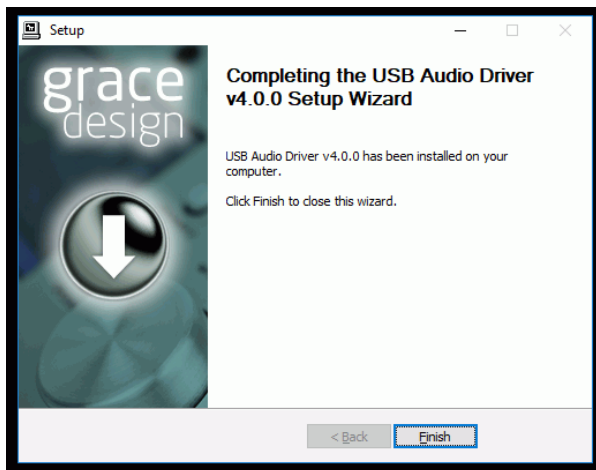 Setup
grace
design
Completing the USB Audio Driver
v4.0.0 Setup Wizard
USB Audio Driver v4.0.0 has been installed on your
computer.
Click Finish to close this wizard.
< Back
Finish